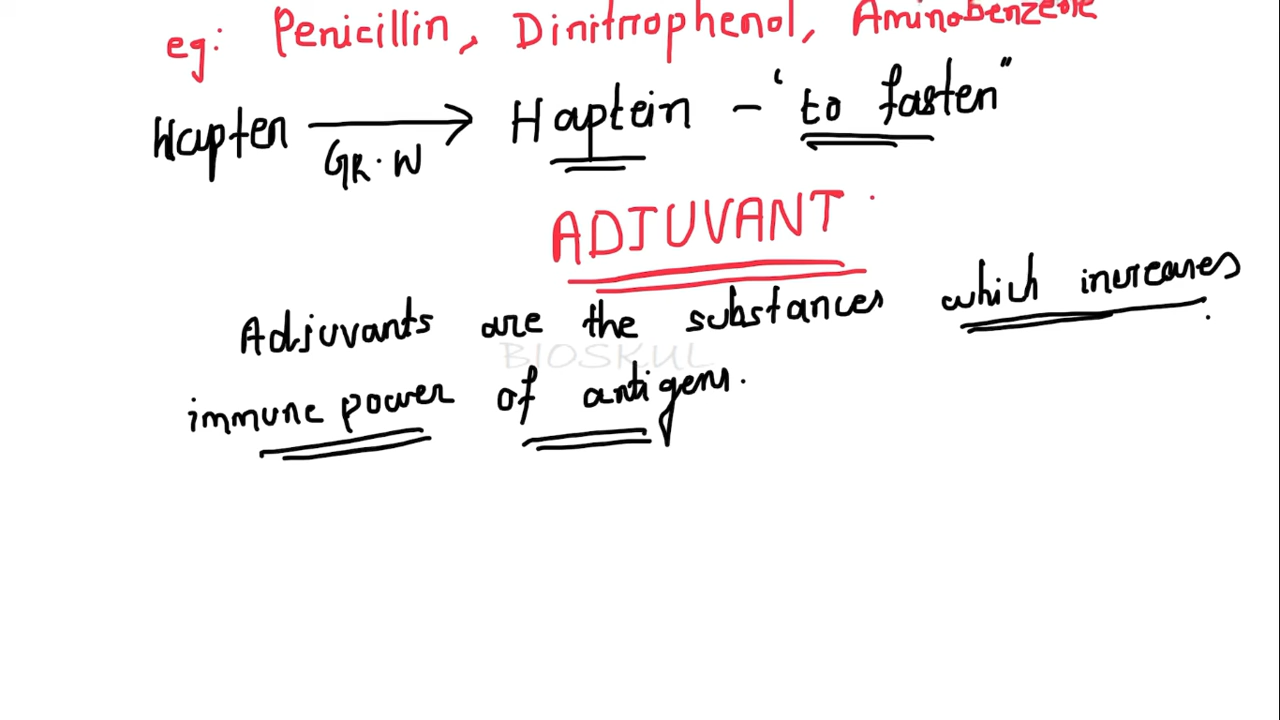 eg: Penicillin, Dinitrophenol, Aminobenzene
Hapten → Haptein - ‘to fasten”
GR. W
ADJUVANT
Adjuvants are the substances which increases
BIOSKUL
immune power of antigens.